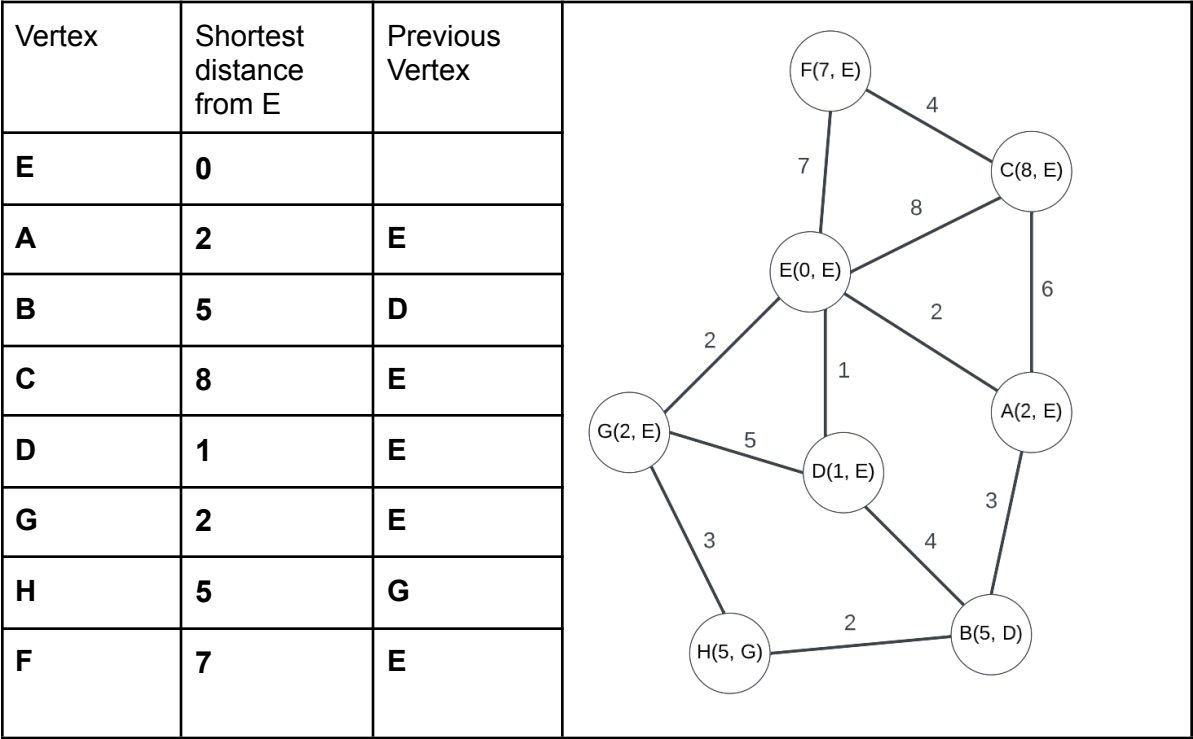 Vertex
Shortest
distance
from E
Previous
Vertex
E
0
A
2
E
B
5
D
C
8
E
D
1
E
G
2
E
H
5
G
F
7
E
F(7, E)
4
C(8, E)
7
8
E(0, E)
6
2
2
1
A(2, E)
G(2, E)
5
D(1, E)
3
3
4
2
B(5, D)
H(5, G)